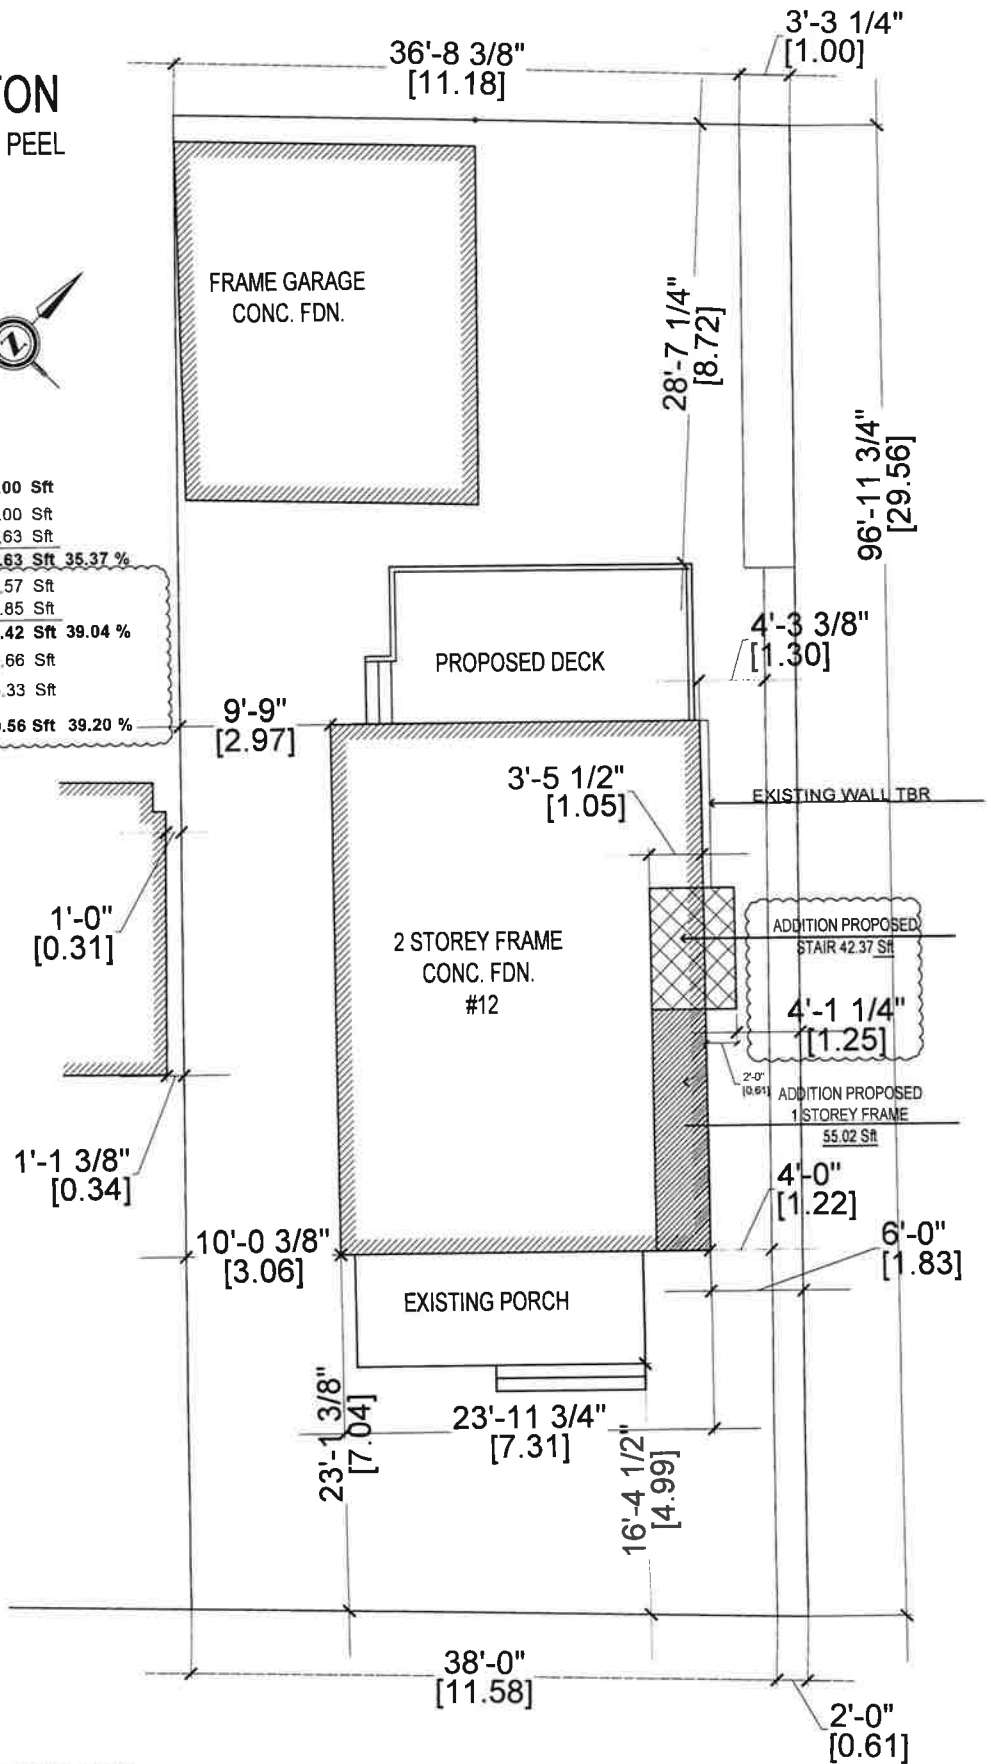 3'-3 1/4"
[1.00]
36'-8 3/8"
[11.18]
TON
PEEL
FRAME GARAGE
CONC. FDN.
28'-7 1/4"
[8.72]
96'-11 3/4"
[29.56]
.00 Sft
.00 Sft
.63 Sft
.63 Sft 35.37 %
.57 Sft
.85 Sft
.42 Sft 39.04 %
.66 Sft
.33 Sft
.56 Sft 39.20 %
PROPOSED DECK
4'-3 3/8"
[1.30]
9'-9"
[2.97]
3'-5 1/2"
[1.05]
EXISTING WALL TBR
1'-0"
[0.31]
2 STOREY FRAME
CONC. FDN.
#12
ADDITION PROPOSED
STAIR 42.37 Sft
4'-1 1/4"
[1.25]
2'-0"
[0.61]
ADDITION PROPOSED
1 STOREY FRAME
55.02 Sft
1'-1 3/8"
[0.34]
4'-0"
[1.22]
10'-0 3/8"
[3.06]
6'-0"
[1.83]
EXISTING PORCH
23'-1 3/8"
[7.04]
23'-11 3/4"
[7.31]
16'-4 1/2"
[4.99]
38'-0"
[11.58]
2'-0"
[0.61]